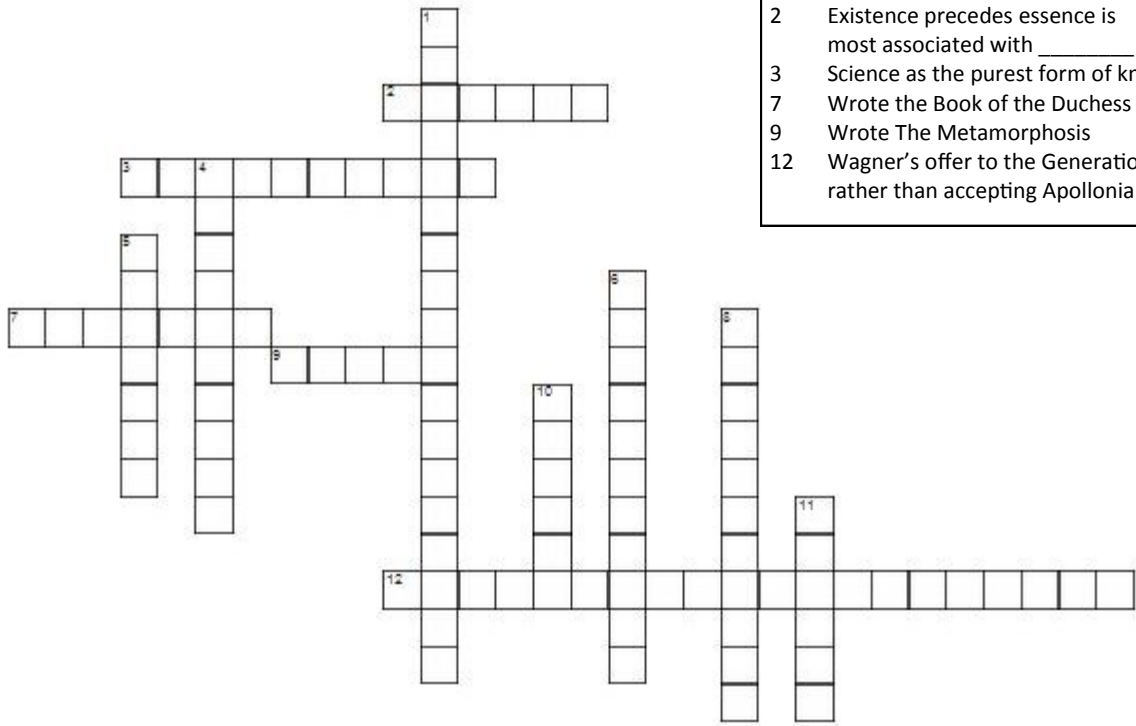 1
2 Existence precedes essence is
most associated with ________
2
3 Science as the purest form of
7 Wrote the Book of the Duchess
3
4
9 Wrote The Metamorphosis
12 Wagner’s offer to the
rather than accepting Apollonia
5
6
7
8
9
10
11
12